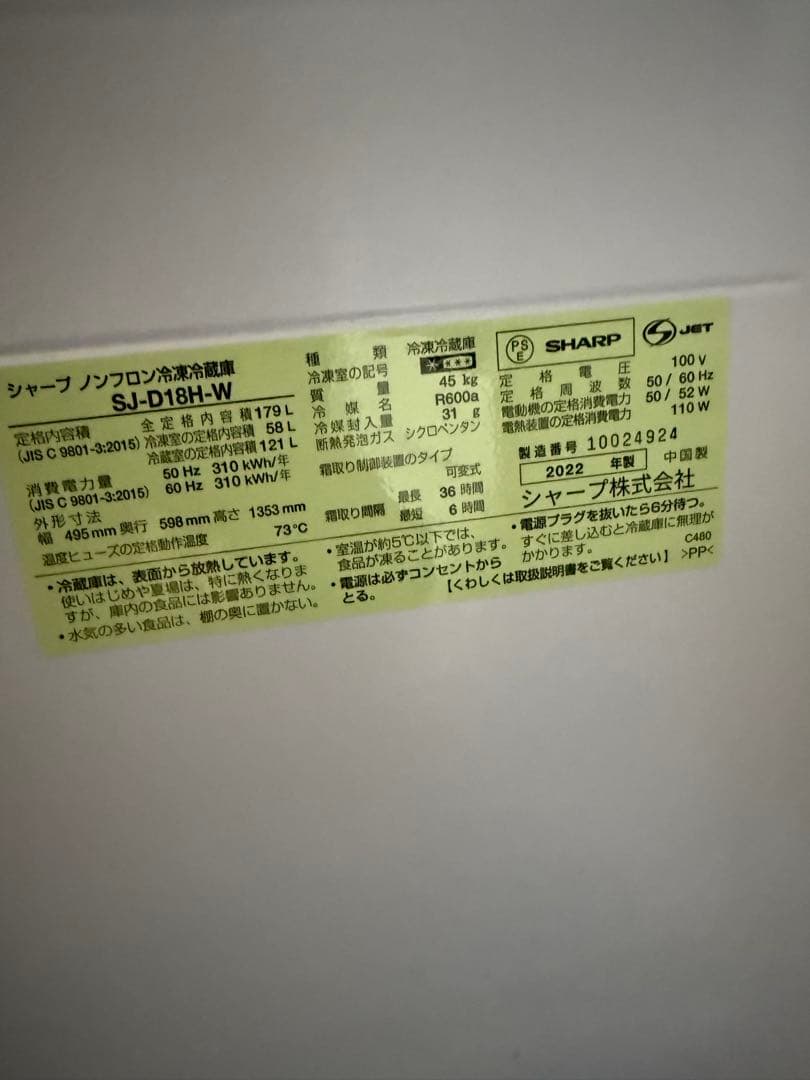 シャープ ノンフロン冷凍冷蔵庫
SJ-D18H-W
定格内容積 全定格内容積 179 L
(JIS C 9801-3:2015) 冷凍室の定格内容積 58 L
冷蔵室の定格内容積 121 L
消費電力量 50 Hz 310 kWh/年
(JIS C 9801-3:2015) 60 Hz 310 kWh/年
外形寸法
幅 495 mm 奥行 598 mm 高さ 1353 mm
温度ヒューズの定格動作温度 73℃
種類 冷凍冷蔵庫
冷凍室の記号 ****
質量 45 kg
冷媒名 R600a
冷媒封入量 31 g
断熱発泡ガス シクロペンタン
霜取り制御装置のタイプ
可変式
霜取り間隔 最長 36 時間
最短 6 時間
PS E SHARP JET
定格電圧 100 V
定格周波数 50 / 60 Hz
電動機の定格消費電力 50 / 52 W
電熱装置の定格消費電力 110 W
製造番号 10024924
2022 年製 中国製
シャープ株式会社
・冷蔵庫は、表面から放熱しています。
使いはじめや夏場は、特に熱くなりま
すが、庫内の食品には影響ありません。
・水気の多い食品は、棚の奥に置かない。
・室温が約5℃以下では、
食品が凍ることがあります。
・電源は必ずコンセントから
とる。
・電源プラグを抜いたら6分待つ。
すぐに差し込むと冷蔵庫に無理が
かかります。 C480
【くわしくは取扱説明書をご覧ください】 >PP<